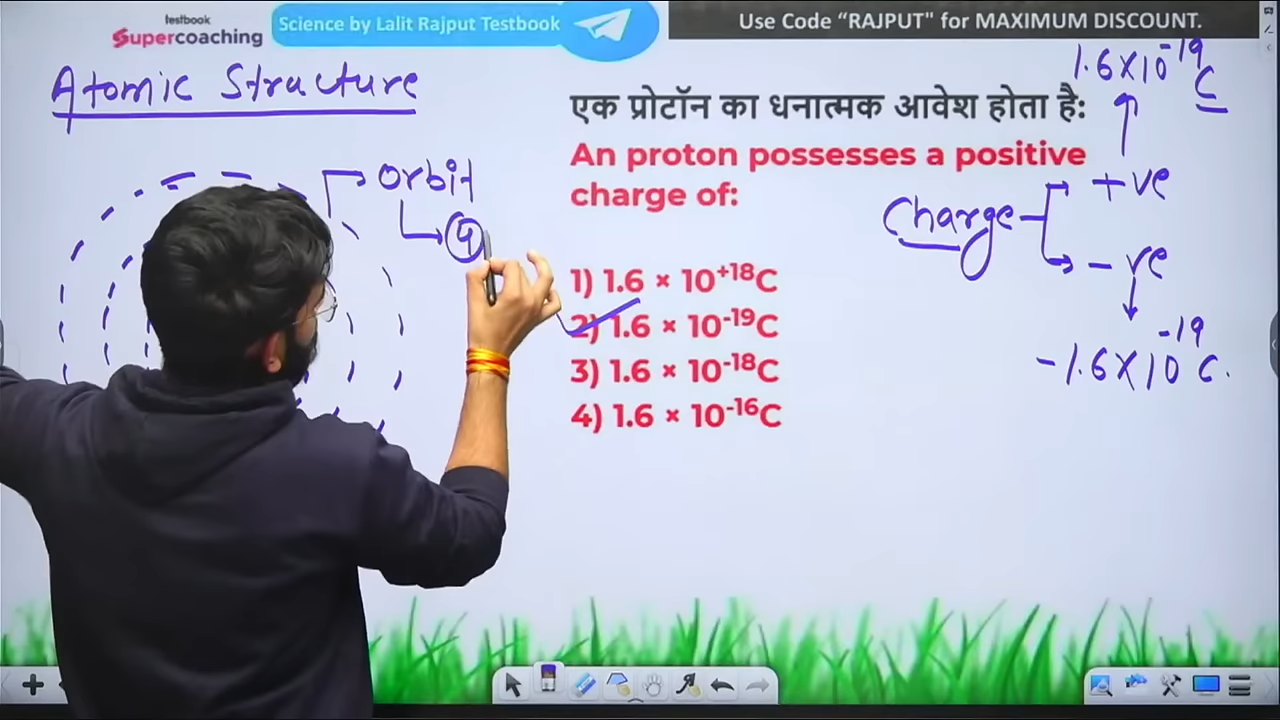 testbook
Supercoaching
Science by Lalit Rajput Testbook
Use Code “RAJPUT" for MAXIMUM DISCOUNT.
Atomic Structure
orbit
एक प्रोटॉन का धनात्मक आवेश होता है:
An proton possesses a positive
charge of:
1) 1.6 × 10+18C
2) 1.6 × 10-19C
3) 1.6 × 10-18C
4) 1.6 × 10-16C
1.6×10-19 C
Charge
+ve
-ve
-1.6×10-19 C.